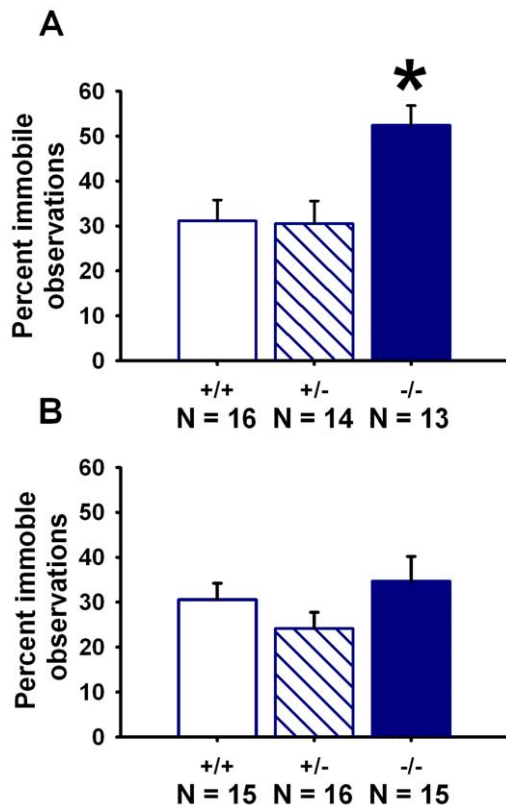 A
Percent immobile
observations
60
50
40
30
20
10
0
*
+/+ +/- -/-
N = 16 N = 14 N = 13
B
Percent immoble
observations
60
50
40
30
20
10
0
+/+ +/- -/-
N = 15 N = 16 N = 15